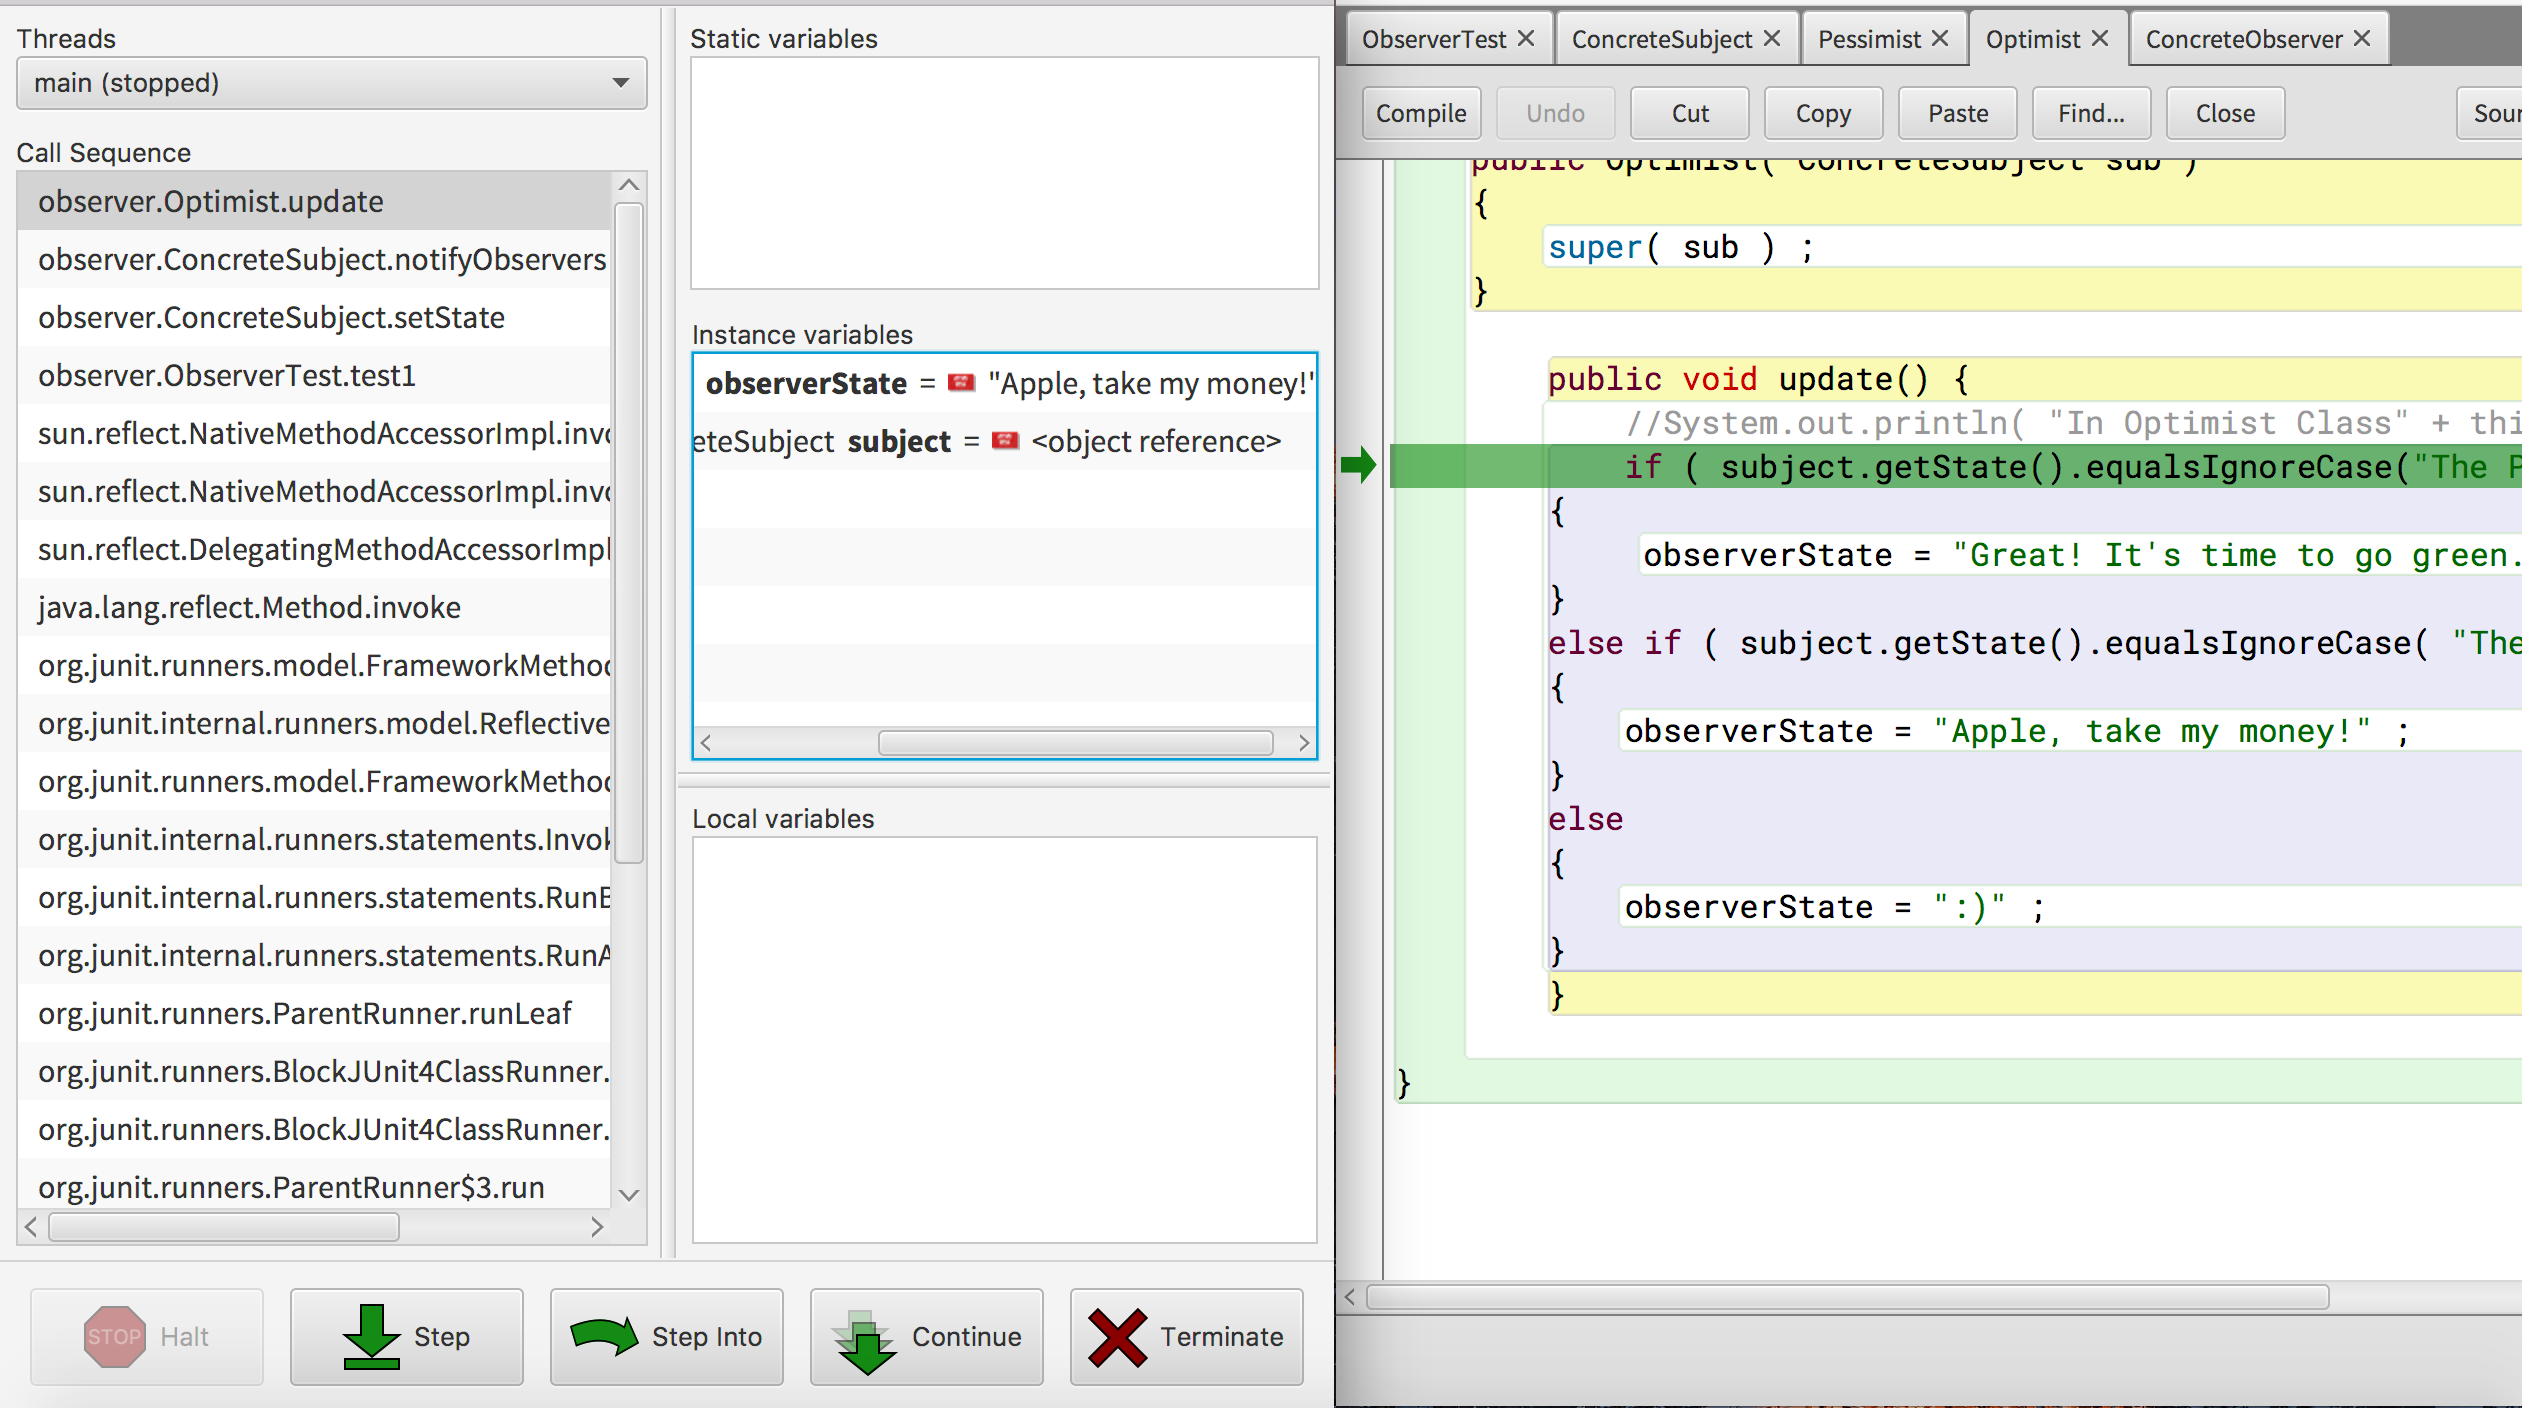 Threads
main (stopped)
Call Sequence
observer.Optimist.update
observer.ConcreteSubject.notifyObservers
observer.ConcreteSubject.setState
observer.ObserverTest.test1
sun.reflect.NativeMethodAccessorImpl.invo
sun.reflect.NativeMethodAccessorImpl.invo
sun.reflect.DelegatingMethodAccessorImpl
java.lang.reflect.Method.invoke
org.junit.runners.model.FrameworkMethod
org.junit.internal.runners.model.Reflective
org.junit.runners.model.FrameworkMethod
org.junit.internal.runners.statements.Invok
org.junit.internal.runners.statements.RunB
org.junit.internal.runners.statements.RunA
org.junit.runners.ParentRunner.runLeaf
org.junit.runners.BlockJUnit4ClassRunner.
org.junit.runners.BlockJUnit4ClassRunner.
org.junit.runners.ParentRunner$3.run
Static variables
Instance variables
observerState = "Apple, take my money!"
eteSubject subject = <object reference>
Local variables
STOP Halt
Step
Step Into
Continue
Terminate
ObserverTest
ConcreteSubject
Pessimist
Optimist
ConcreteObserver
Compile
Undo
Cut
Copy
Paste
Find...
Close
Sour
public Optimist( ConcreteSubject sub )
{
super( sub ) ;
}
public void update() {
//System.out.println( "In Optimist Class" + thi
if ( subject.getState().equalsIgnoreCase("The P
{
observerState = "Great! It's time to go green.
}
else if ( subject.getState().equalsIgnoreCase( "The
{
observerState = "Apple, take my money!" ;
}
else
{
observerState = ":)" ;
}
}
}